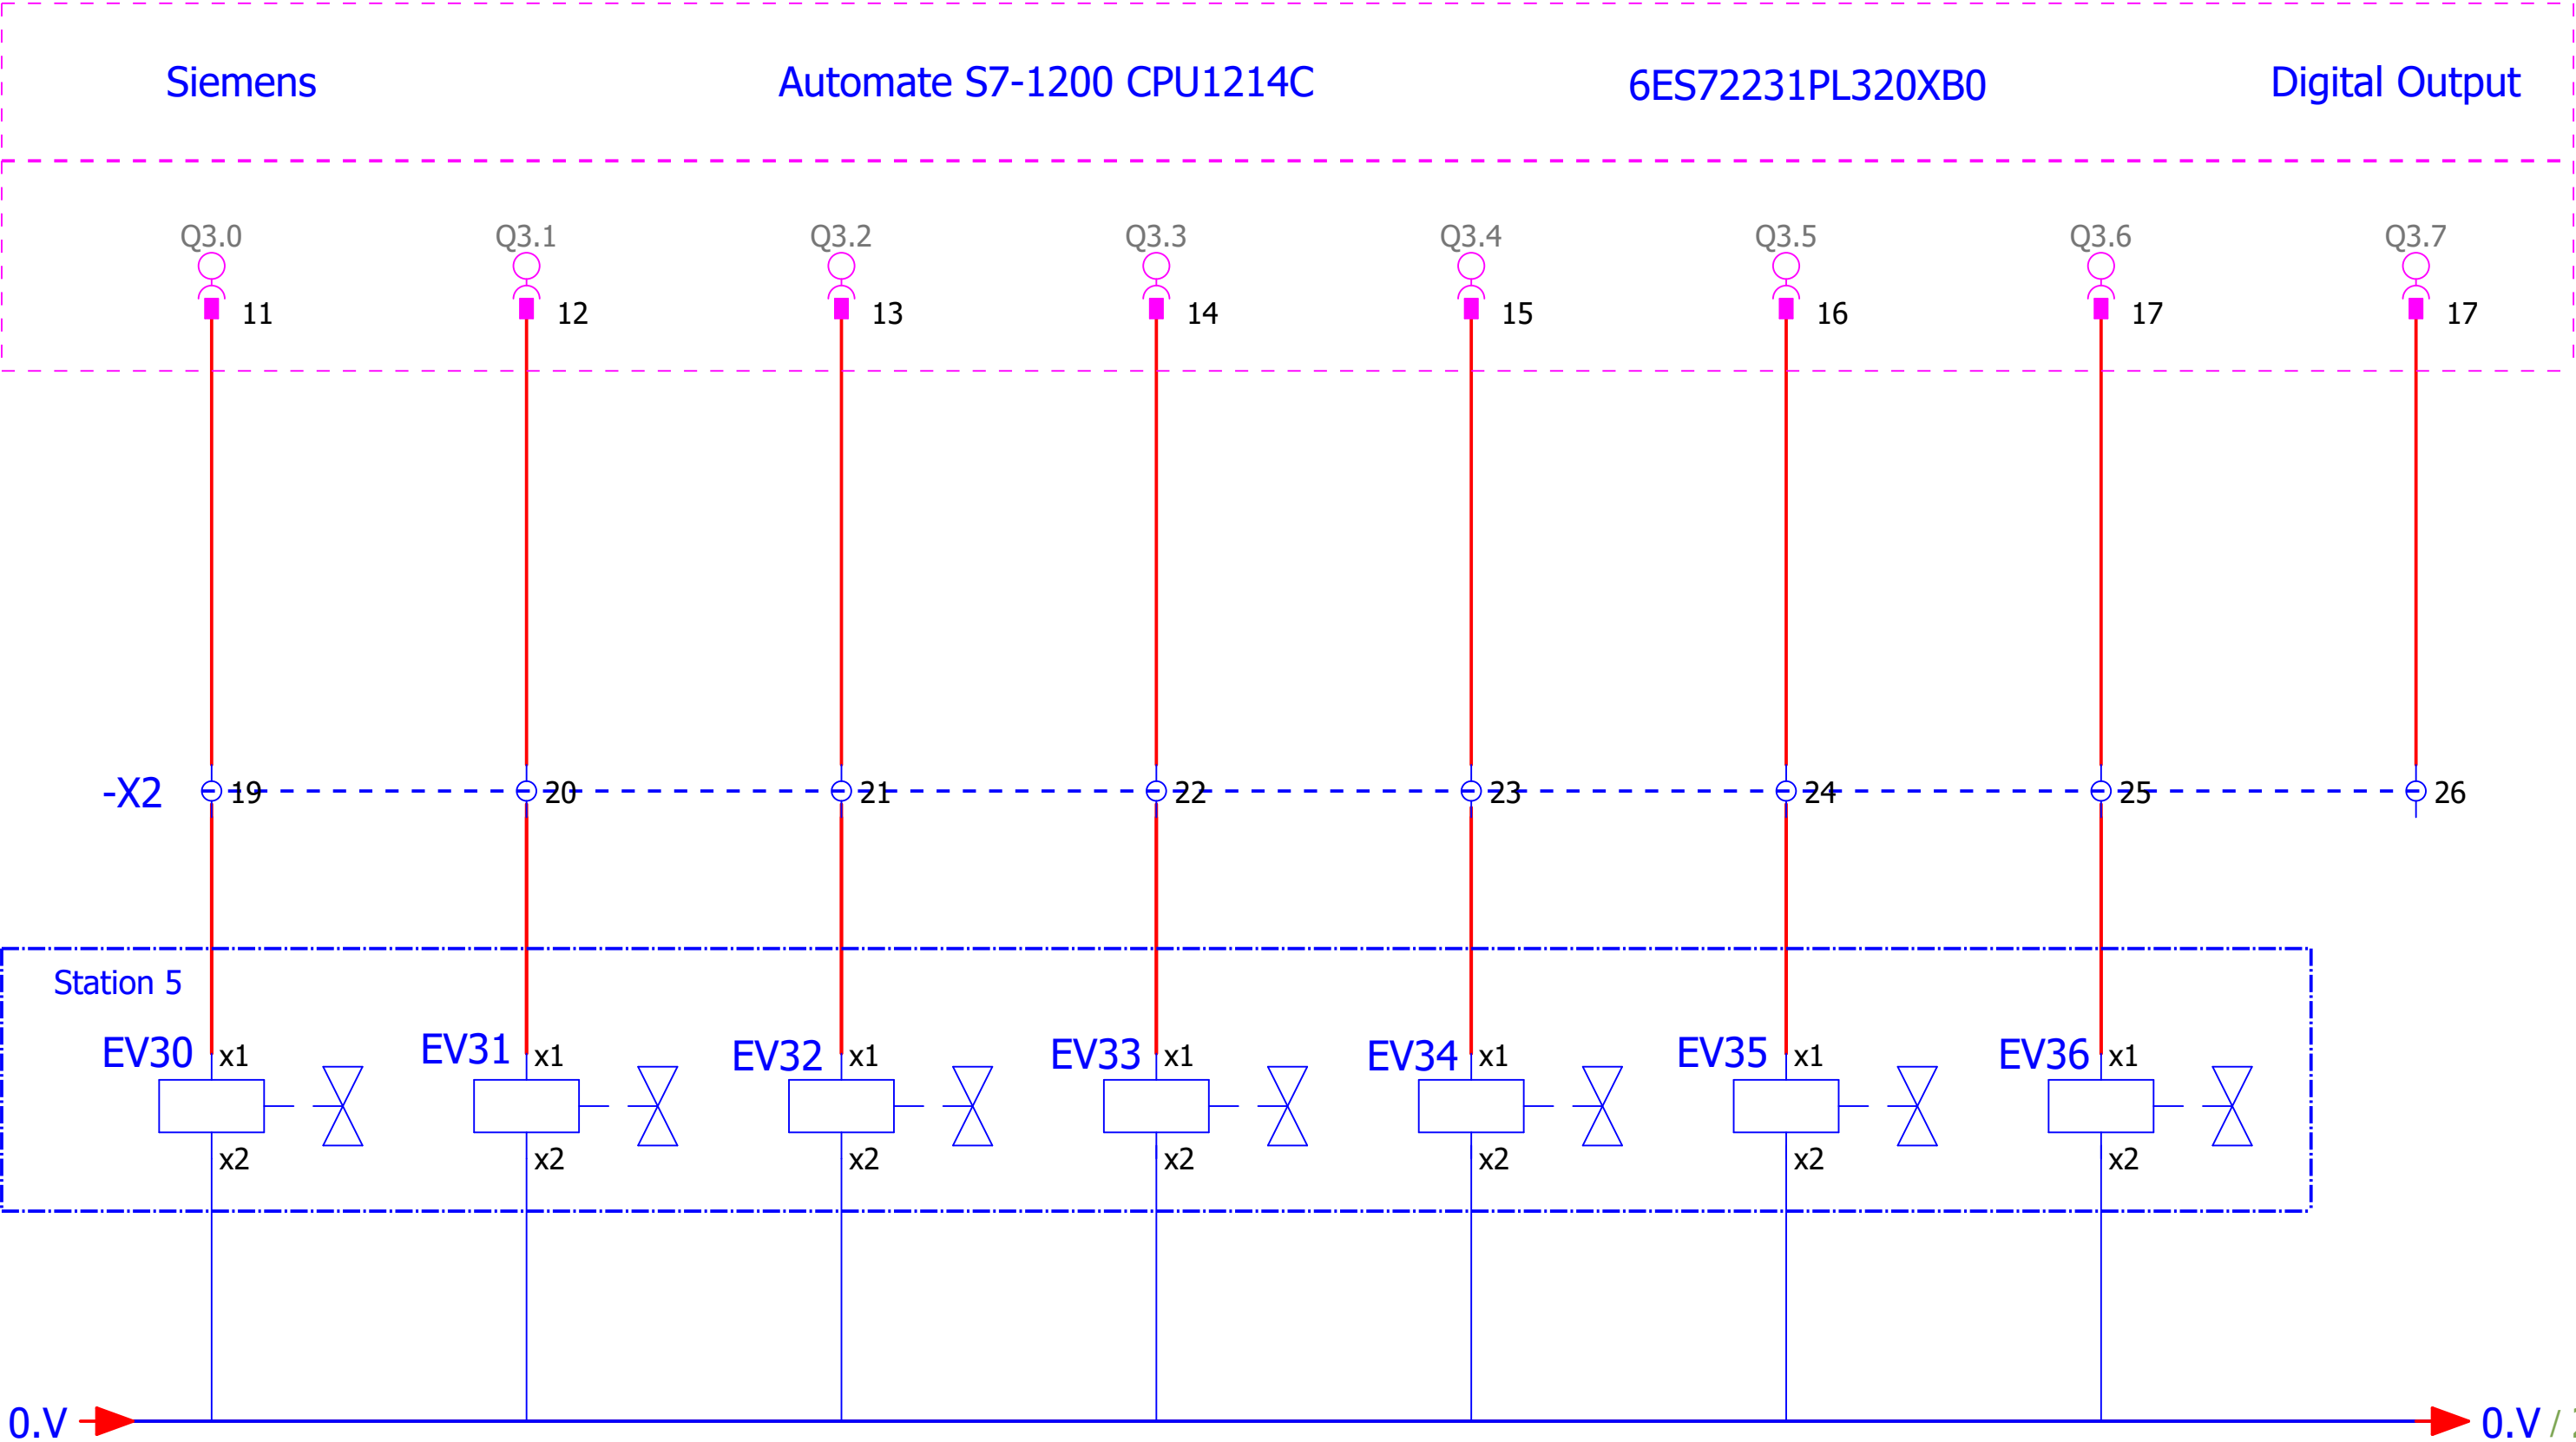 Siemens Automate S7-1200 CPU1214C 6ES72231PL320XB0 Digital Output
Q3.0 Q3.1 Q3.2 Q3.3 Q3.4 Q3.5 Q3.6 Q3.7
11 12 13 14 15 16 17 17
-X2 19 20 21 22 23 24 25 26
Station 5
EV30 x1 EV31 x1 EV32 x1 EV33 x1 EV34 x1 EV35 x1 EV36 x1
x2 x2 x2 x2 x2 x2 x2
0.V 0.V /